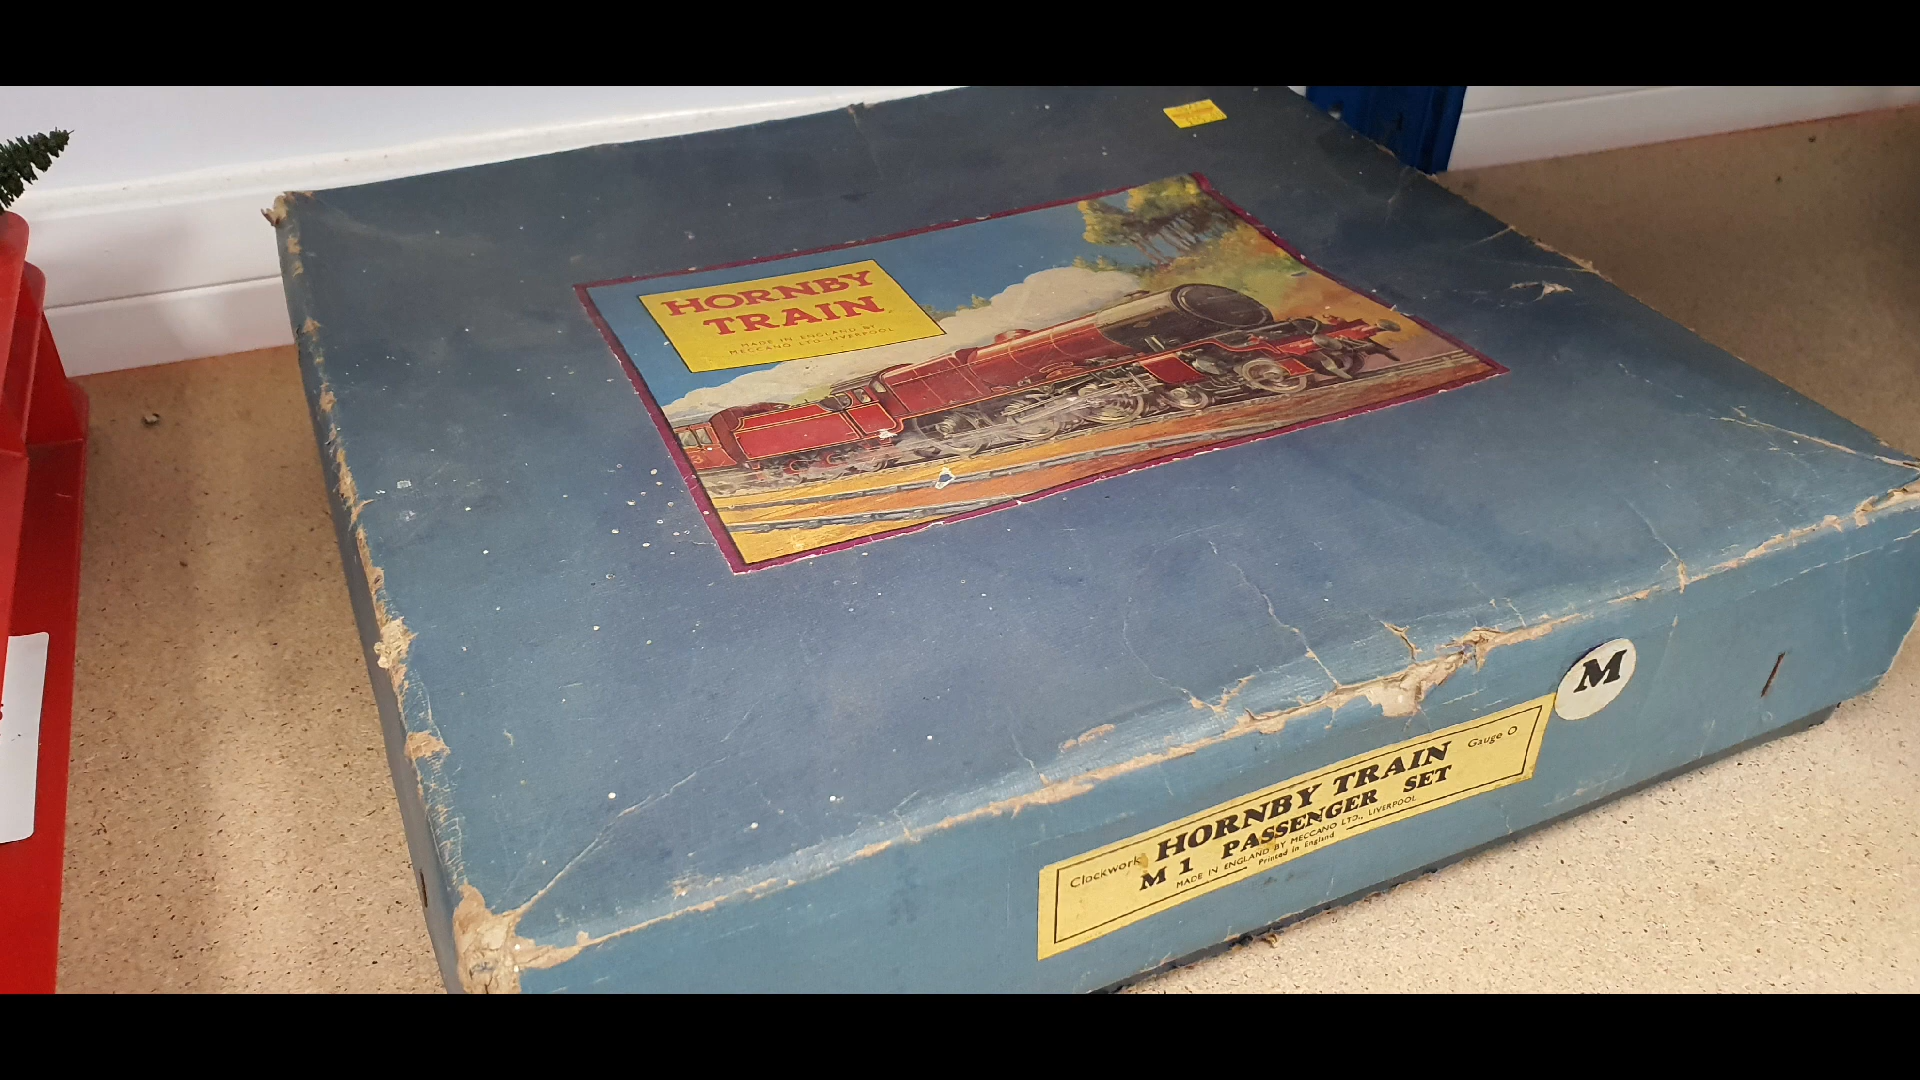 HORNBY
TRAIN
MADE IN ENGLAND BY
MECCANO LTD. LIVERPOOL
M
Clockwork HORNBY TRAIN Gauge O
M 1 PASSENGER SET
MADE IN ENGLAND BY MECCANO LTD., LIVERPOOL
Printed in England